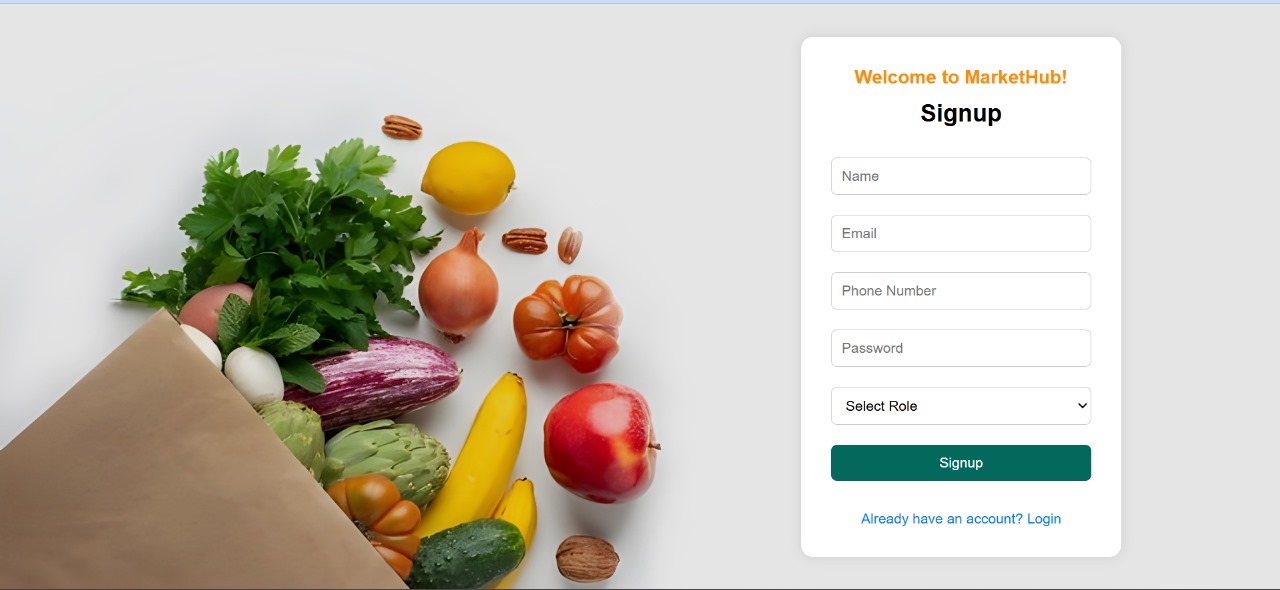 Welcome to MarketHub!
Signup
Name
Email
Phone Number
Password
Select Role
Signup
Already have an account? Login